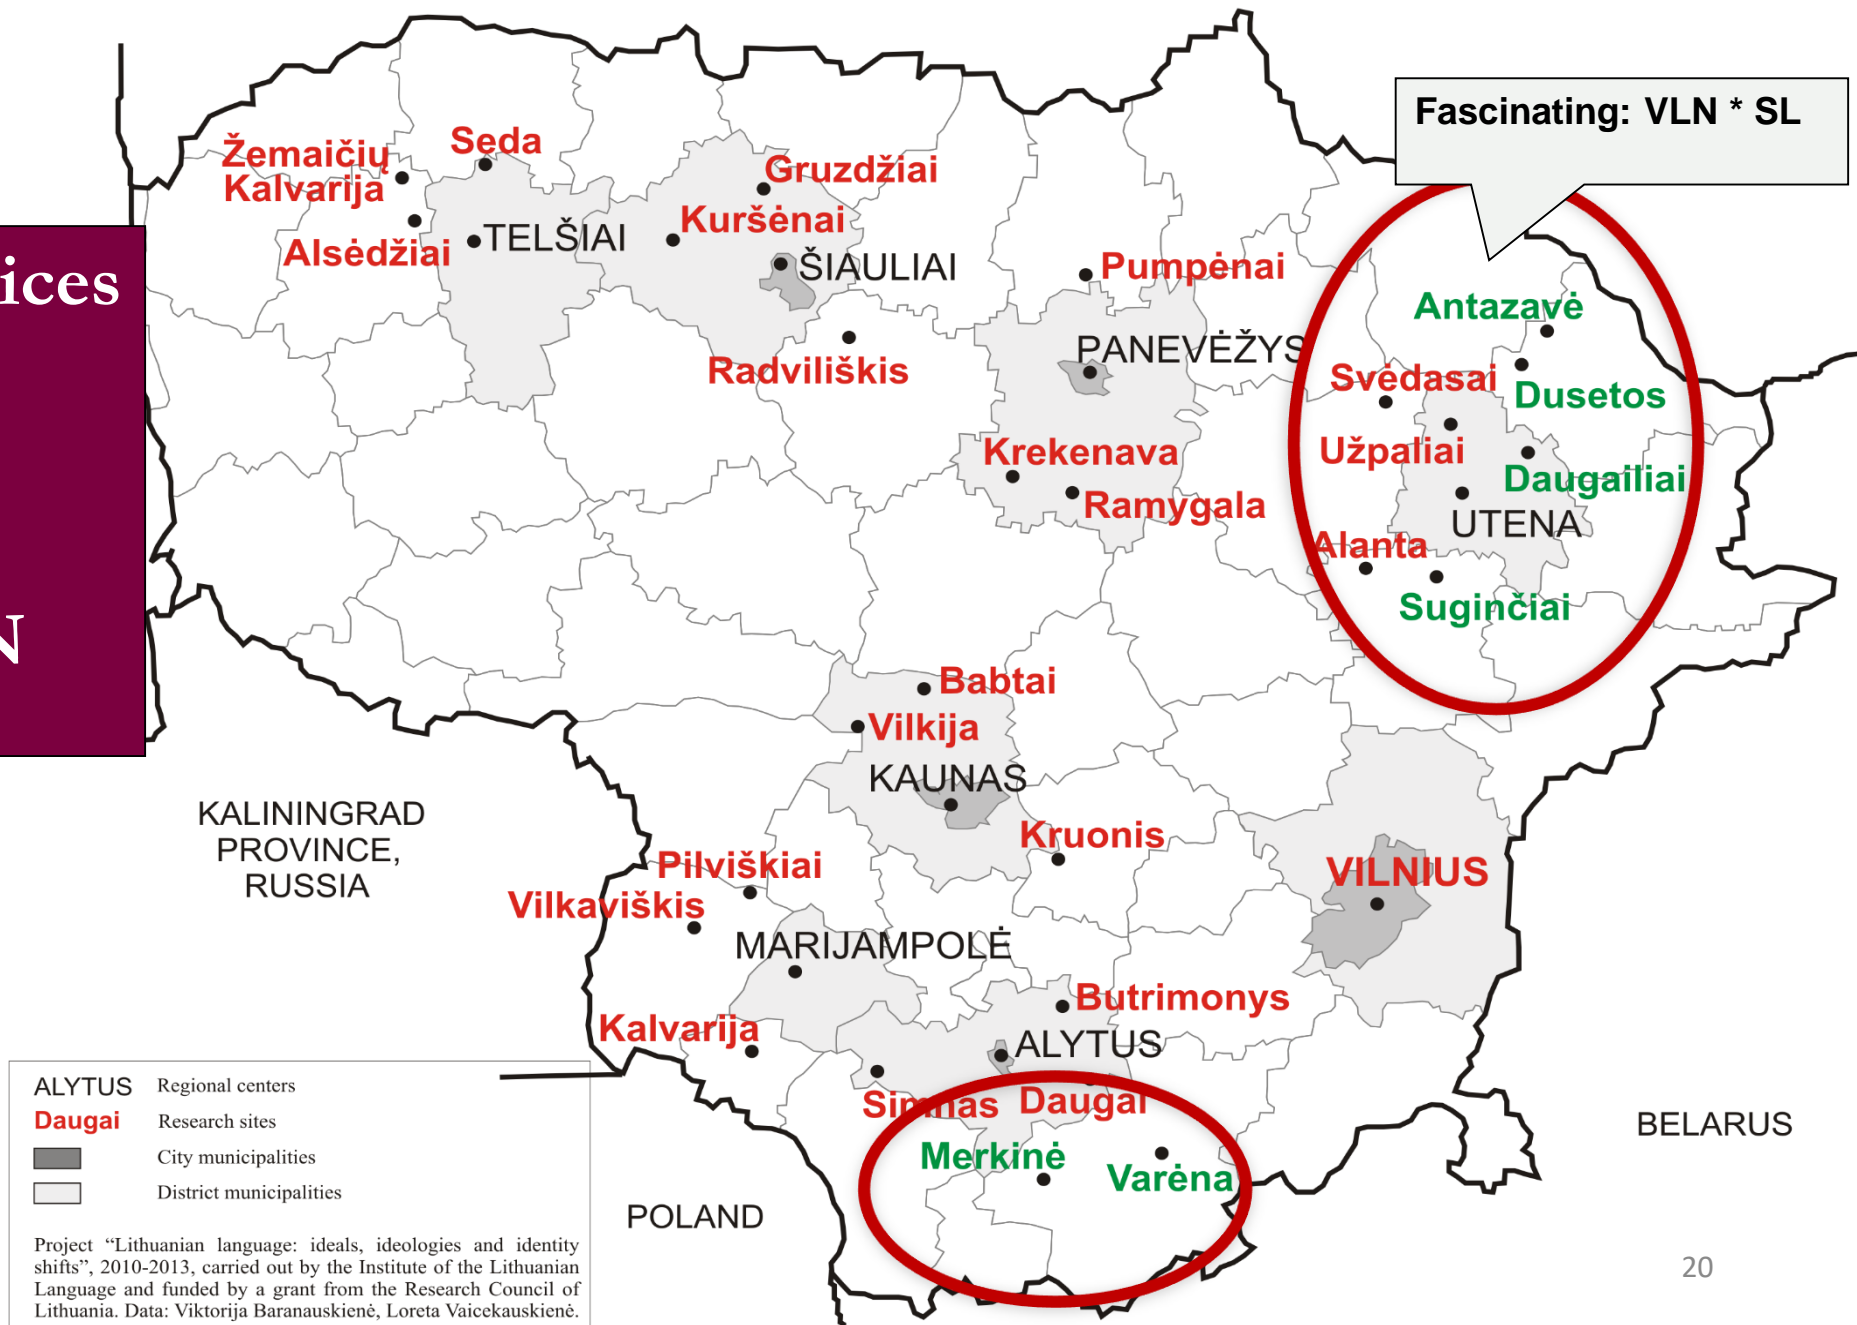 Fascinating: VLN * SL
Žemaičių
Kalvarija
Seda
Alsėdžiai
TELŠIAI
Gruzdžiai
Kuršėnai
ŠIAULIAI
Radviliškis
Pumpėnai
PANEVĖŽYS
Krekenava
Ramygala
Antazavė
Svėdasai
Dusetos
Užpaliai
Daugailiai
UTENA
Alanta
Suginčiai
N
Babtai
Vilkija
KAUNAS
Kruonis
KALININGRAD
PROVINCE,
RUSSIA
Pilviškiai
Vilkaviškis
MARIJAMPOLĖ
VILNIUS
Kalvarija
Butrimonys
ALYTUS
Simnas
Daugai
Merkinė
Varėna
BELARUS
POLAND
ALYTUS Regional centers
Daugai Research sites
City municipalities
District municipalities
Project “Lithuanian language: ideals, ideologies and identity
shifts”, 2010-2013, carried out by the Institute of the Lithuanian
Language and funded by a grant from the Research Council of
Lithuania. Data: Viktorija Baranauskienė, Loreta Vaicekauskienė.
20